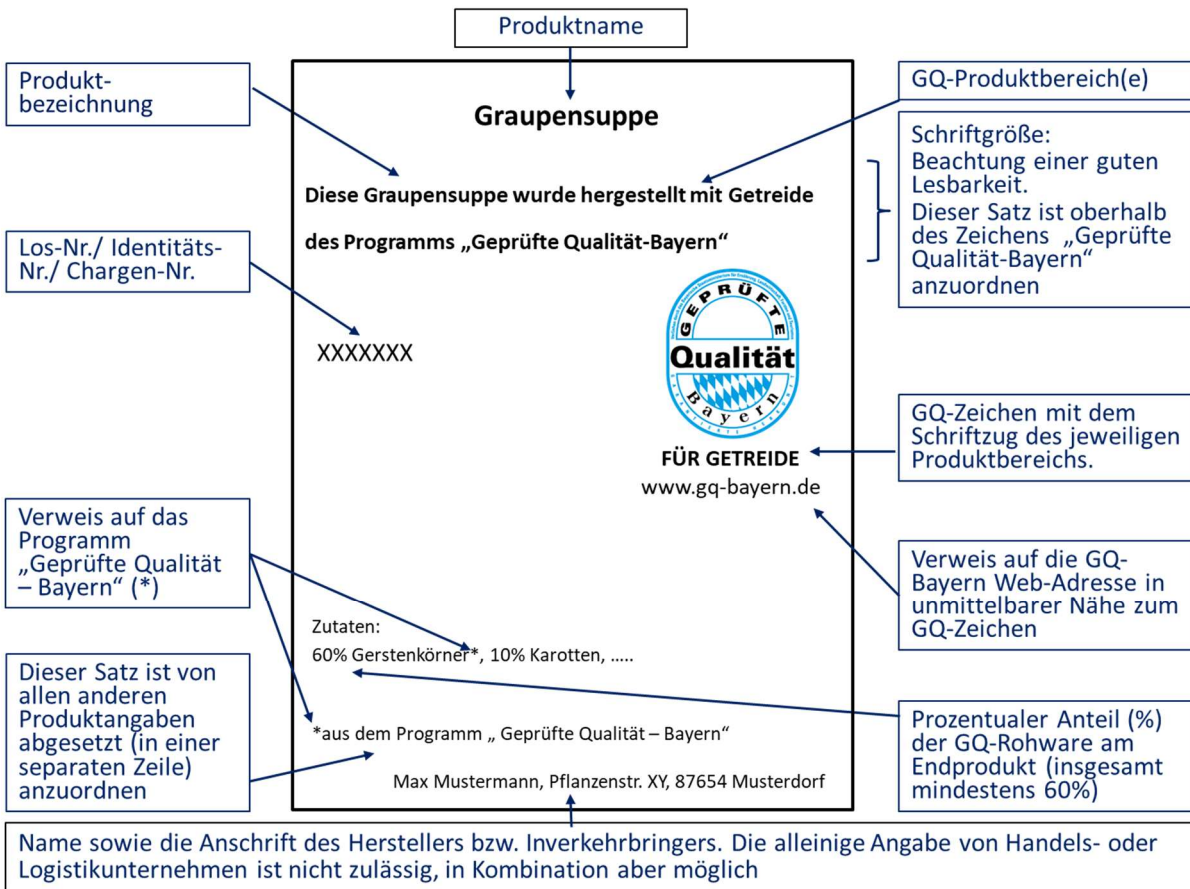 Produktname
Produkt-
bezeichnung
GQ-Produktbereich(e)
Graupensuppe
Schriftgröße:
Beachtung einer guten
Lesbarkeit.
Dieser Satz ist oberhalb
des Zeichens „Geprüfte
Qualität-Bayern“
anzuordnen
Diese Graupensuppe wurde hergestellt mit Getreide
des Programms „Geprüfte Qualität-Bayern“
Los-Nr./ Identitäts-
Nr./ Chargen-Nr.
XXXXXXX
GEPRÜFTE
Qualität
Bayern
FÜR GETREIDE
www.gq-bayern.de
GQ-Zeichen mit dem
Schriftzug des jeweiligen
Produktbereichs.
Verweis auf das
Programm
„Geprüfte Qualität
– Bayern“ (*)
Verweis auf die GQ-
Bayern Web-Adresse in
unmittelbarer Nähe zum
GQ-Zeichen
Zutaten:
60% Gerstenkörner*, 10% Karotten, .....
Dieser Satz ist von
allen anderen
Produktangaben
abgesetzt (in einer
separaten Zeile)
anzuordnen
*aus dem Programm „ Geprüfte Qualität – Bayern“
Max Mustermann, Pflanzenstr. XY, 87654 Musterdorf
Prozentualer Anteil (%)
der GQ-Rohware am
Endprodukt (insgesamt
mindestens 60%)
Name sowie die Anschrift des Herstellers bzw. Inverkehrbringers. Die alleinige Angabe von Handels- oder
Logistikunternehmen ist nicht zulässig, in Kombination aber möglich